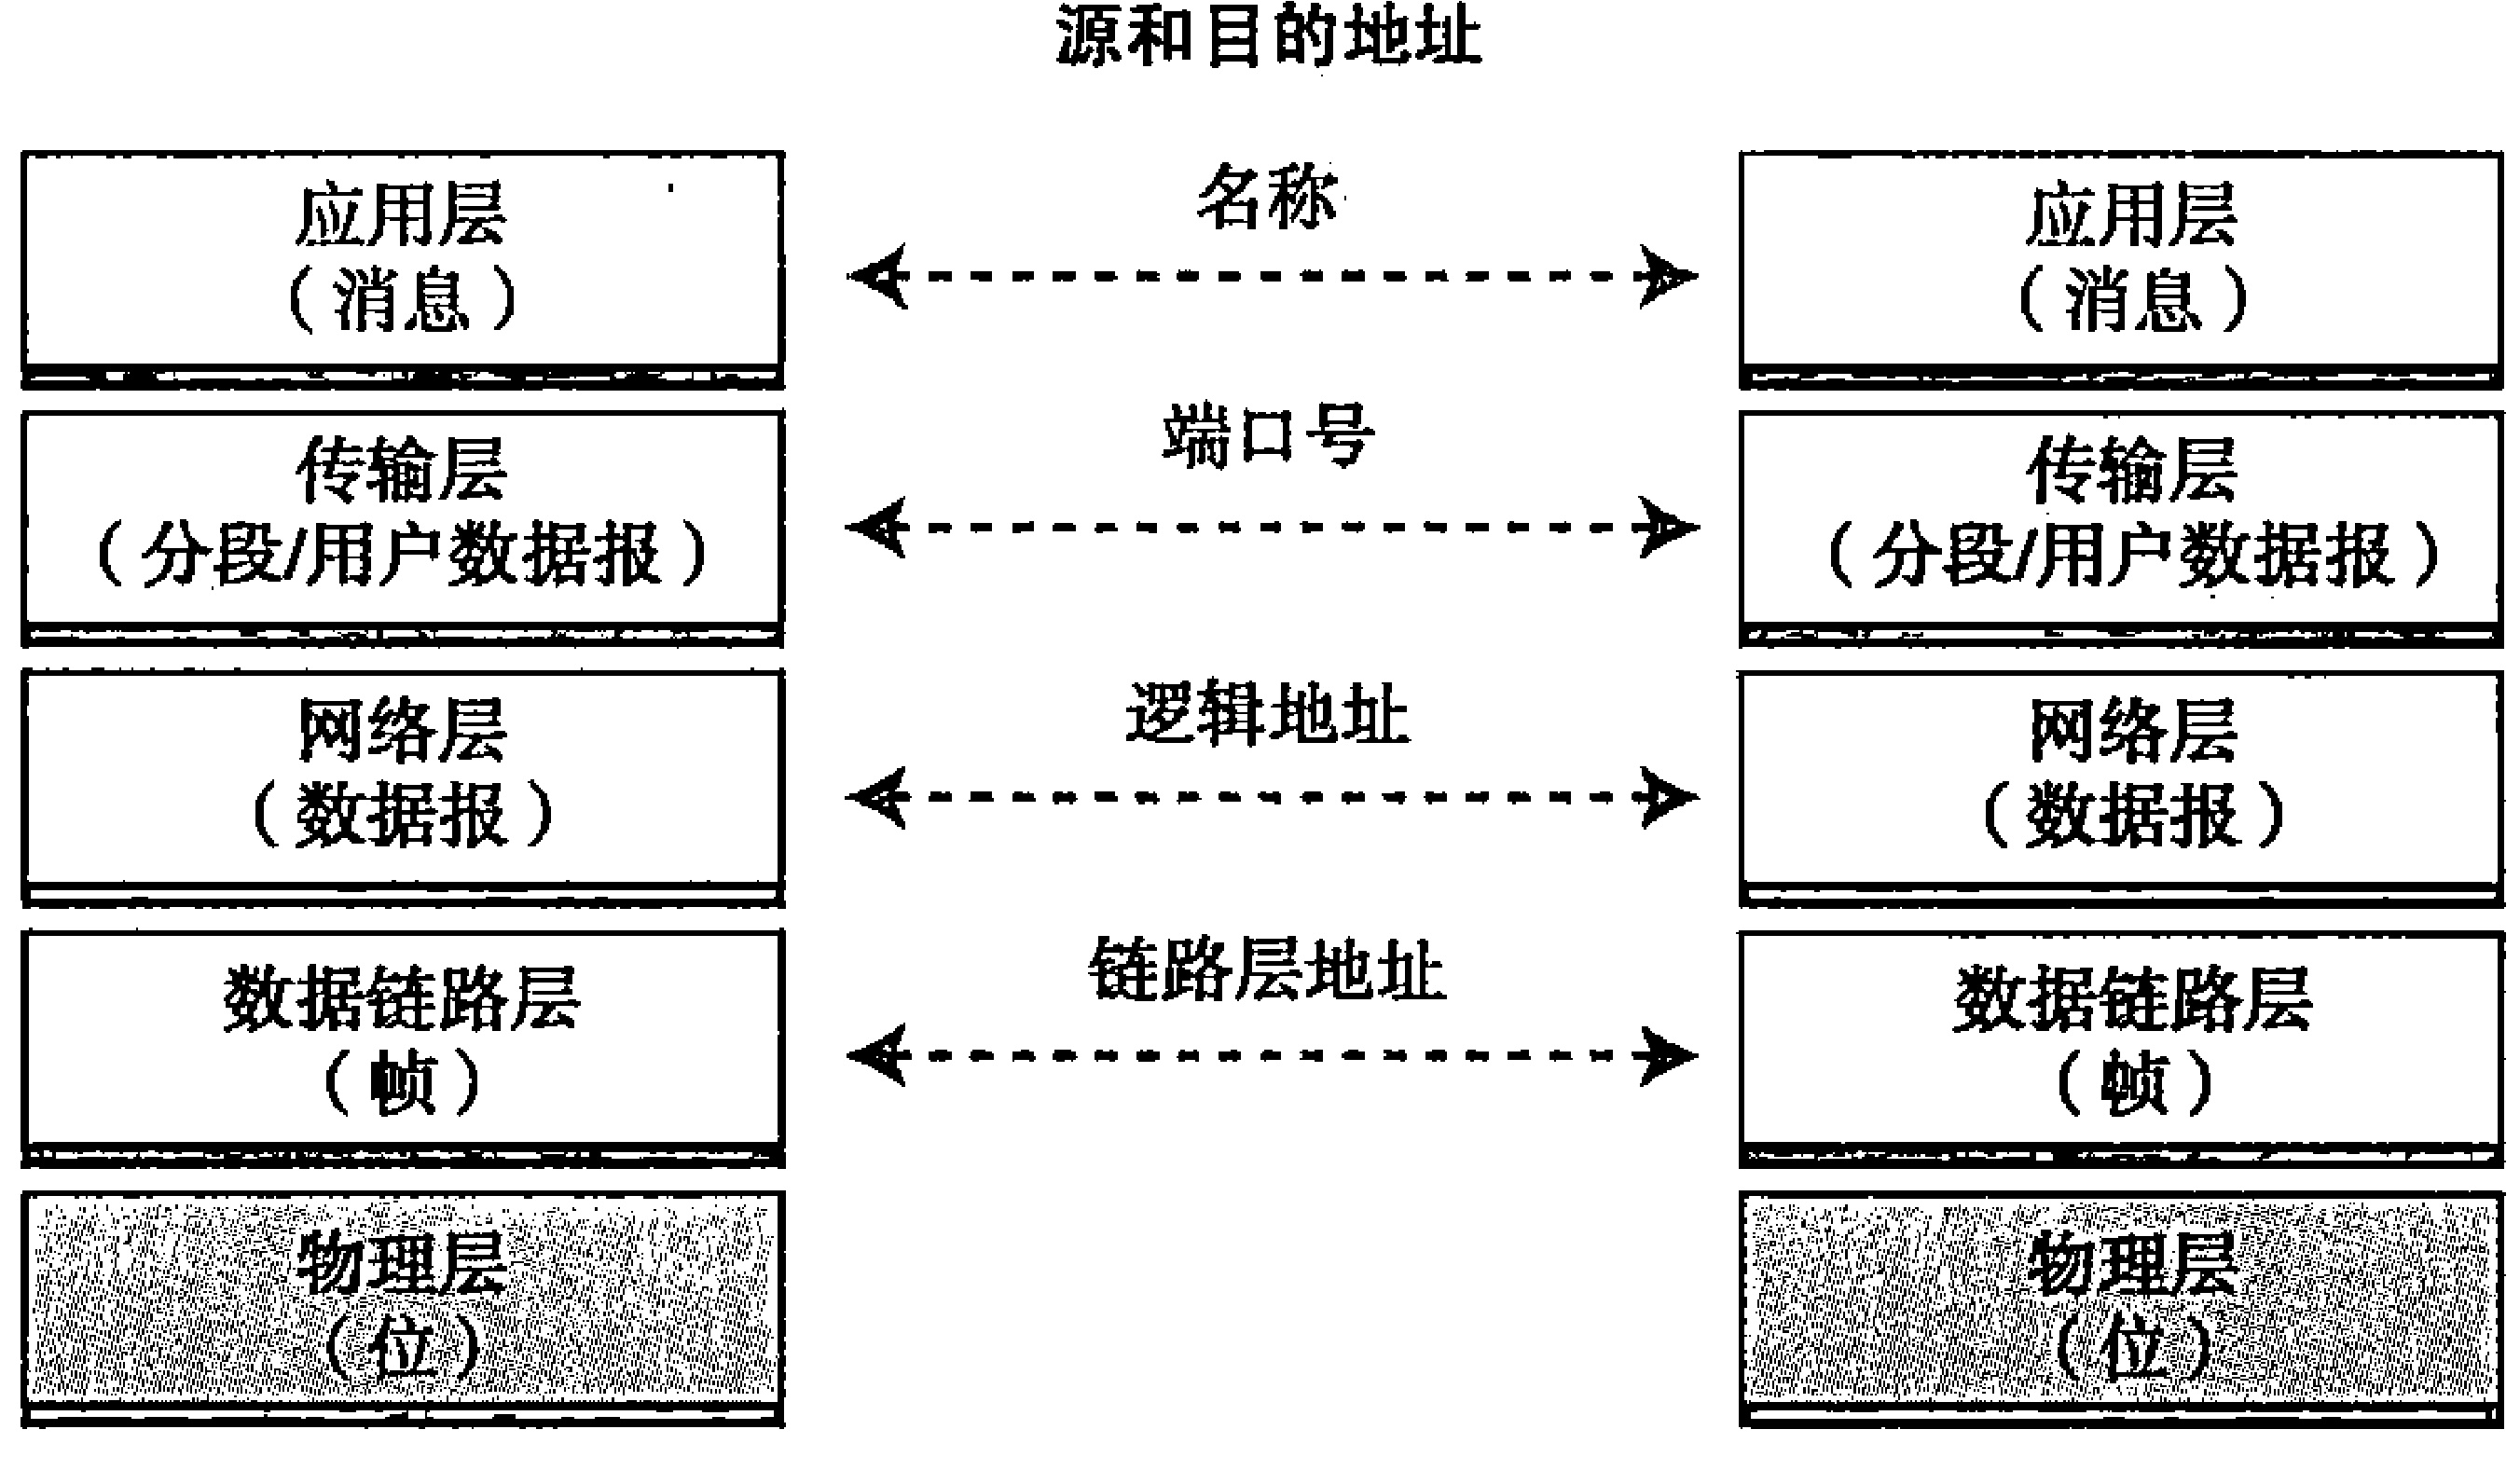 源和目的地址
应用层
（消息）
名称
应用层
（消息）
传输层
（分段/用户数据报）
端口号
传输层
（分段/用户数据报）
网络层
（数据报）
逻辑地址
网络层
（数据报）
数据链路层
（帧）
链路层地址
数据链路层
（帧）
物理层
（位）
物理层
（位）